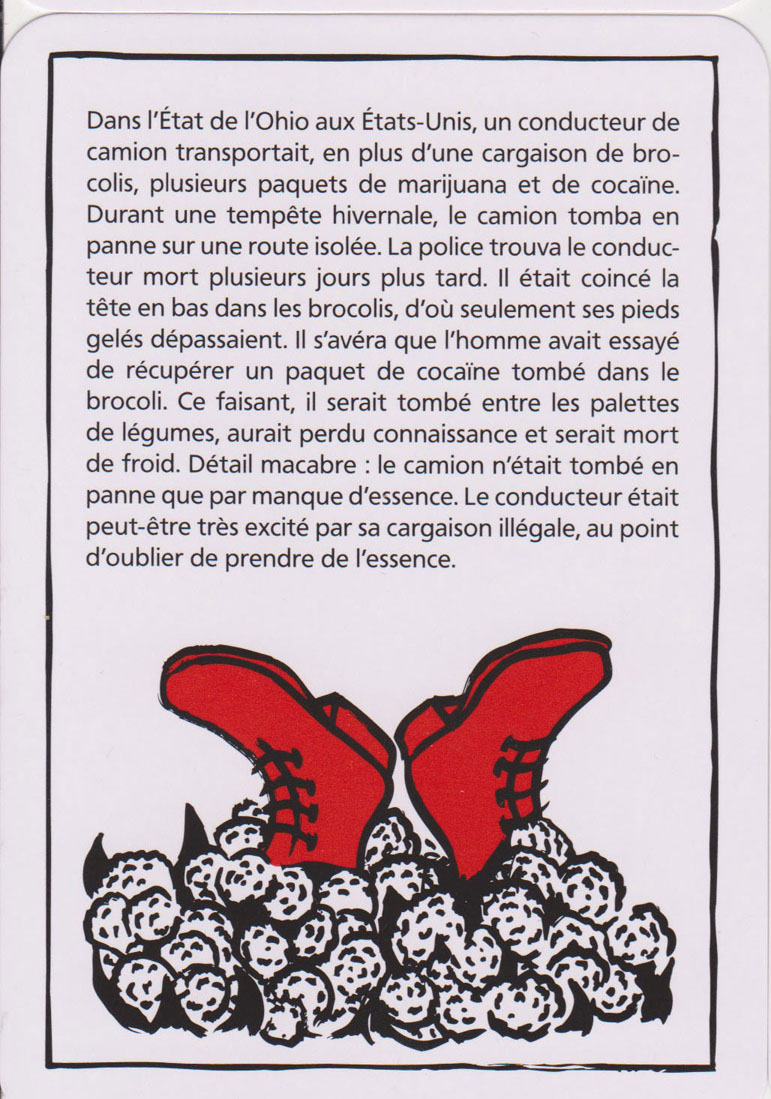 Dans l'État de l'Ohio aux États-Unis, un conducteur de
camion transportait, en plus d'une cargaison de bro-
colis, plusieurs paquets de marijuana et de cocaïne.
Durant une tempête hivernale, le camion tomba en
panne sur une route isolée. La police trouva le conduc-
teur mort plusieurs jours plus tard. Il était coincé la
tête en bas dans les brocolis, d'où seulement ses pieds
gelés dépassaient. Il s'avéra que l'homme avait essayé
de récupérer un paquet de cocaïne tombé dans le
brocoli. Ce faisant, il serait tombé entre les palettes
de légumes, aurait perdu connaissance et serait mort
de froid. Détail macabre : le camion n'était tombé en
panne que par manque d'essence. Le conducteur était
peut-être très excité par sa cargaison illégale, au point
d'oublier de prendre de l'essence.